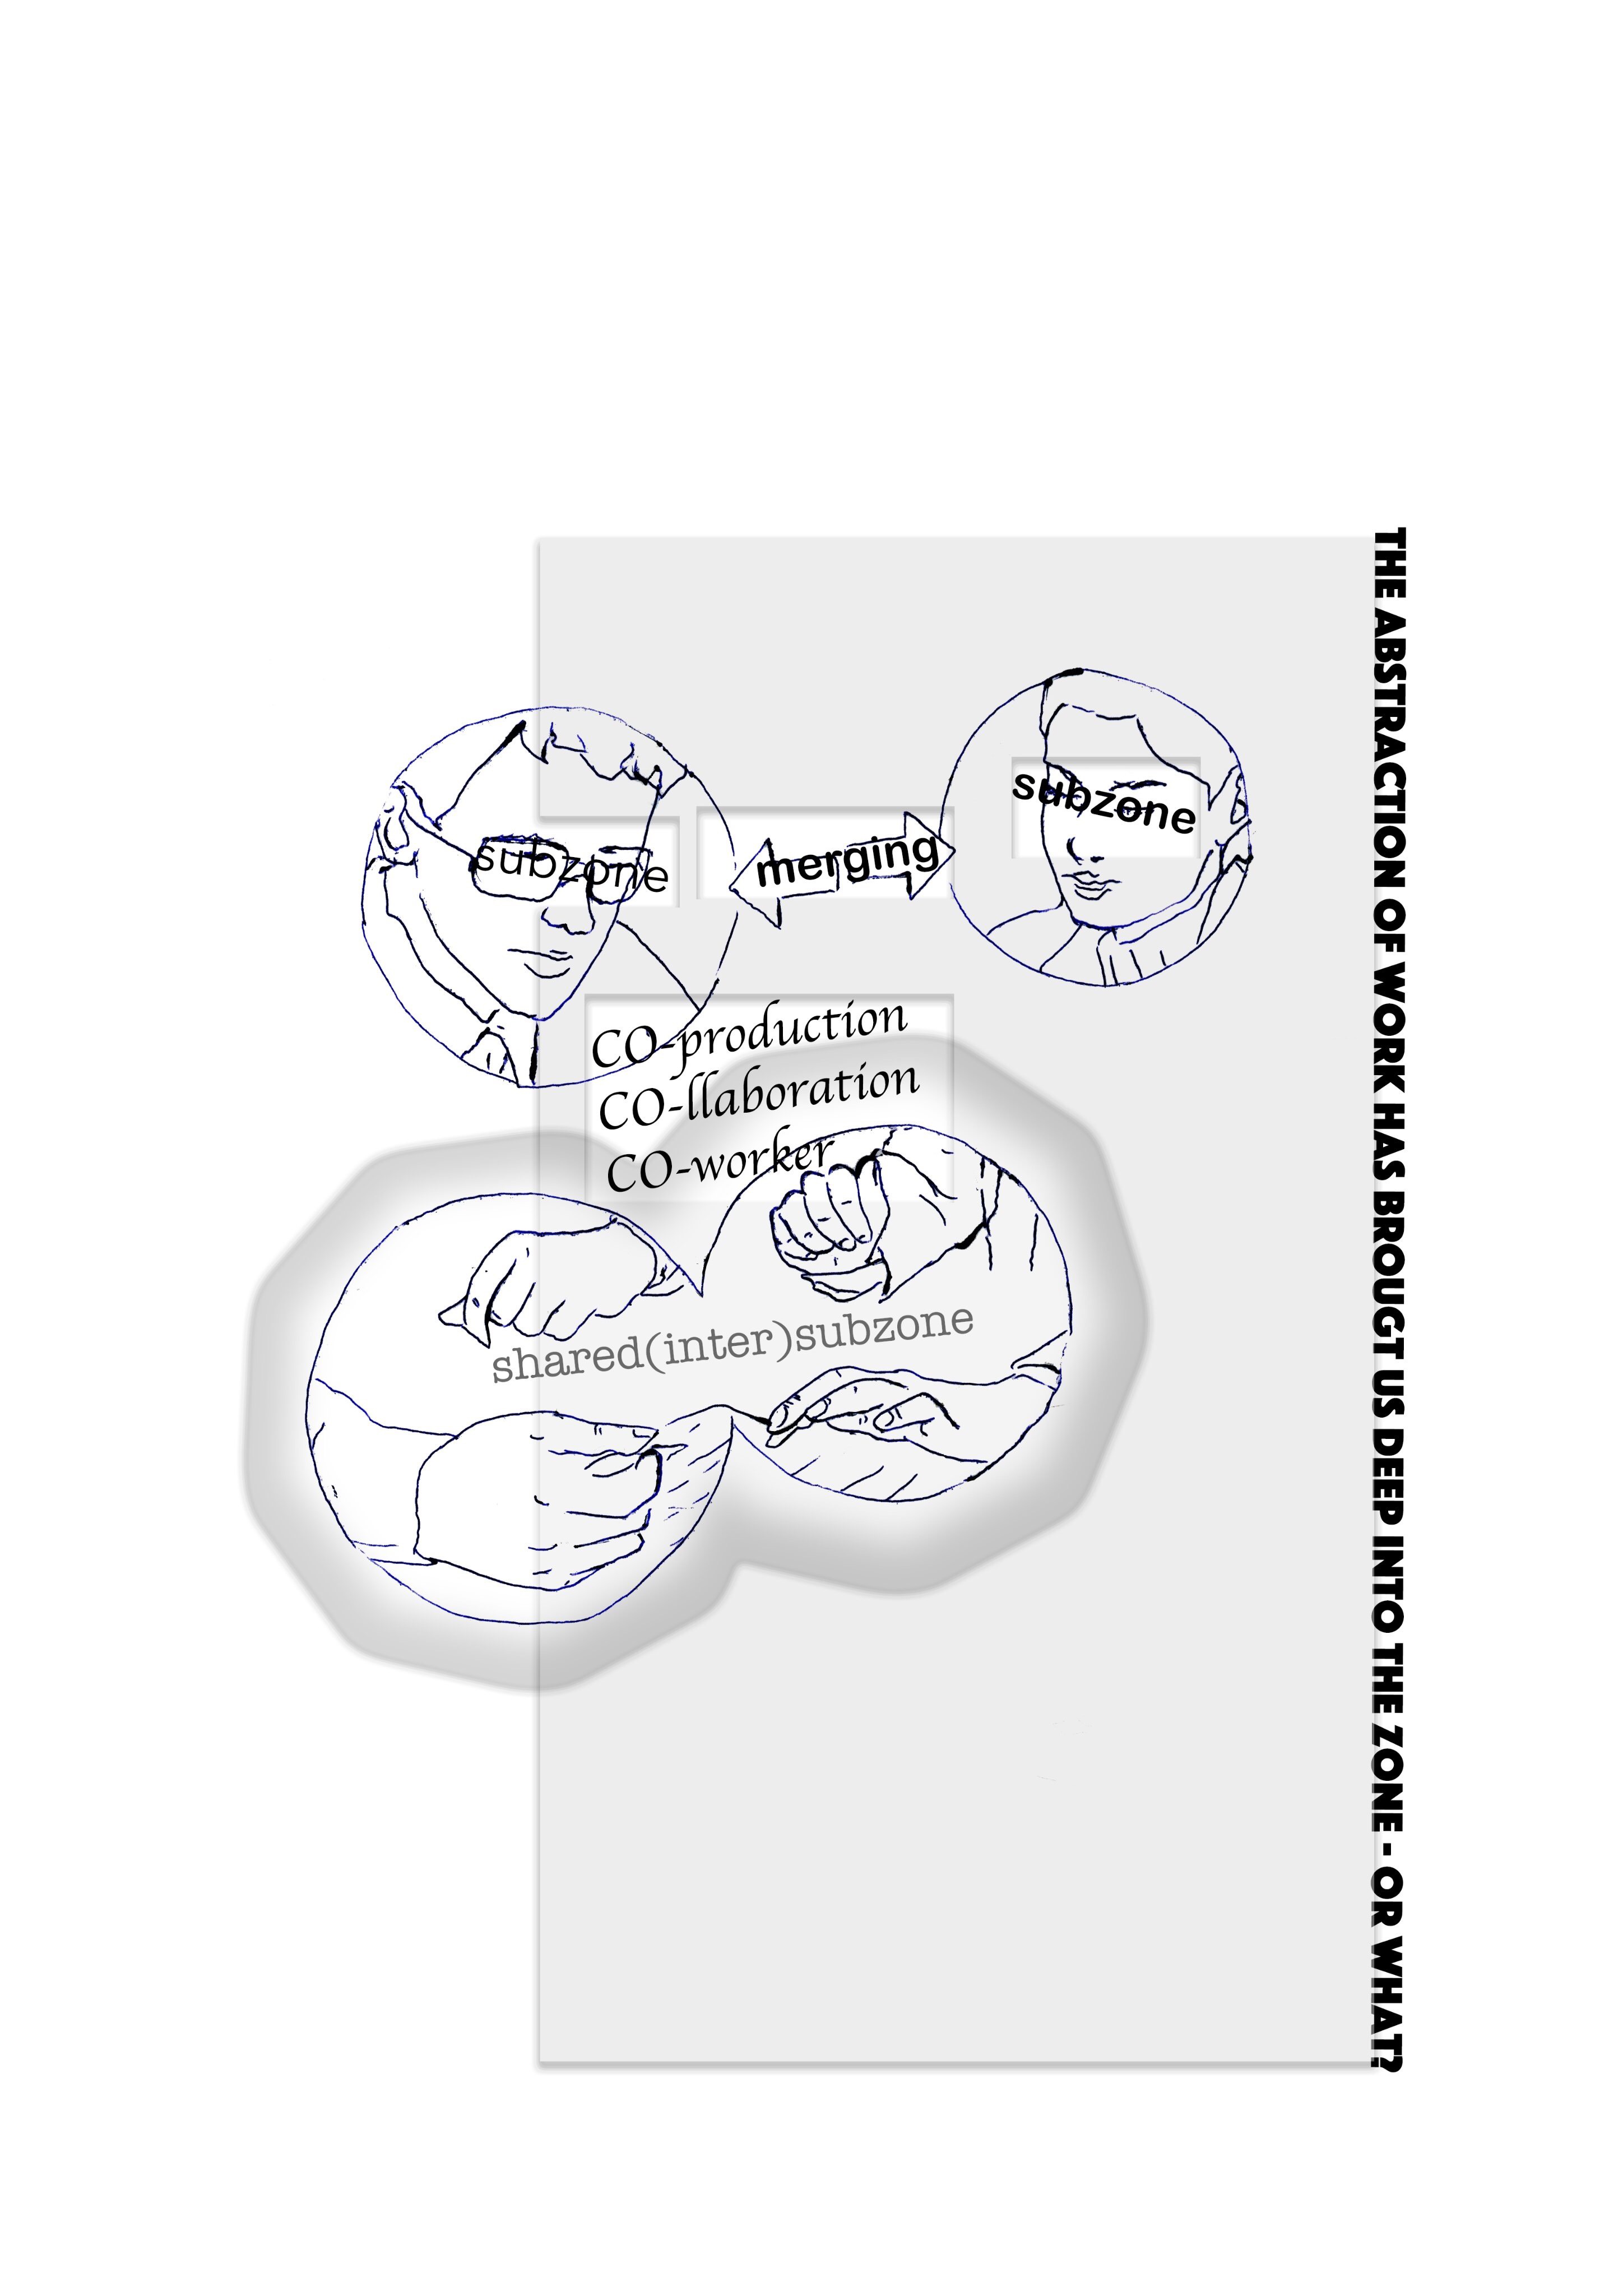 subzone
merging
subzone
CO-production
CO-llaboration
CO-worker
shared(inter)subzone
THE ABSTRACTION OF WORK HAS BROUGT US DEEP INTO THE ZONE - OR WHAT?